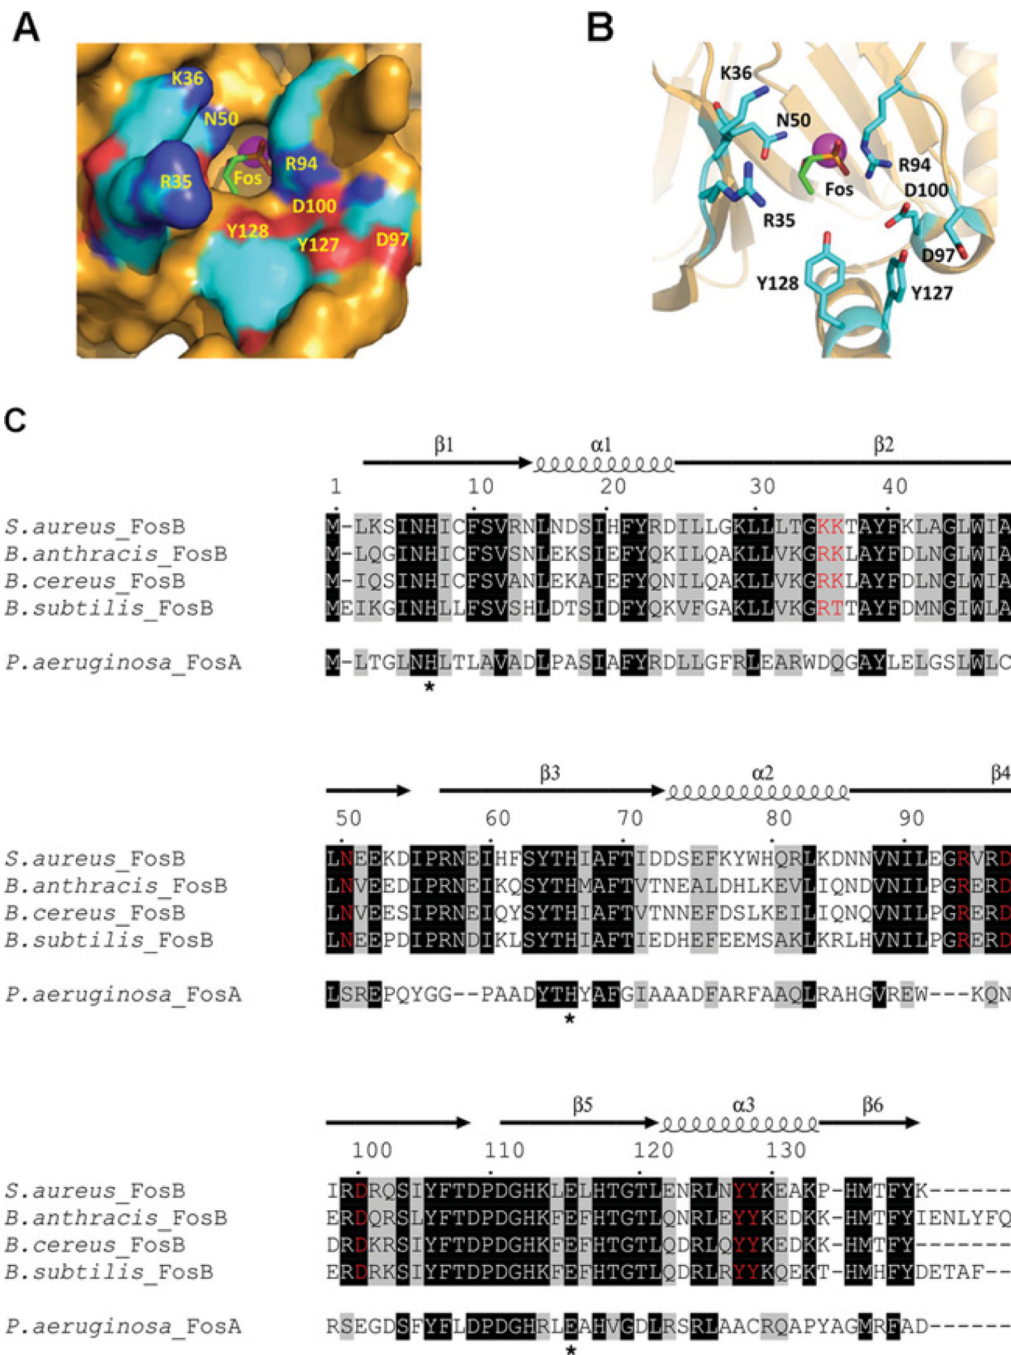 A
K36
N50
R35
Fos
R94
D100
Y128
Y127
D97
B
K36
N50
R94
Fos
D100
R35
D97
Y128
Y127
C
β1 α1 β2
1 10 20 30 40
S.aureus_FosB M-LKSINHICFSVRNLNDSIHFYRDILLGKLLLTGKKTAYFKLAGLWIA
B.anthracis_FosB M-LQGINHICFSVSNLEKSIEFYQKILQAKLLVKGRKLAYFDLNGLWIA
B.cereus_FosB M-IQSINHICFSVANLEKAIEFYQNILQAKLLVKGRKLAYFDLNGLWIA
B.subtilis_FosB MEIKGINHLLFSVSHLDTSIDFYQKVFGAKLLVKGRTTAYFDMNGIWLA
P.aeruginosa_FosA M-LTGLNHLTLAVADLPASIAFYRDLLGFRLEARWDQGAYLELGSLWLC
*
β3 α2 β4
50 60 70 80 90
S.aureus_FosB LNEEKDIPRNEIHFSYTHIAFTIDDSEFKYWHQRLKDNNVNILEGRVRD
B.anthracis_FosB LNVEEDIPRNEIKQSYTHMAFTVTNEALDHLKEVLIQNDVNILPGRERD
B.cereus_FosB LNVEESIPRNEIQYSYTHIAFTVTNNEFDSLKEILIQNQVNILPGRERD
B.subtilis_FosB LNEEPDIPRNDIKLSYTHIAFTIEDHEFEEMSAKLKRLHVNILPGRERD
P.aeruginosa_FosA LSREPQYGG--PAADYTHYAFGIAAADFARFAAQLRAHGVREW---KQN
*
β5 α3 β6
100 110 120 130
S.aureus_FosB IRDRQSIYFTDPDGHKLELHTGTLENRLNYYKEAKP-HMTFYK------
B.anthracis_FosB ERDQRSLYFTDPDGHKFEFHTGTLQNRLEYYKEDKK-HMTFYIENLYFQ
B.cereus_FosB DRDKRSIYFTDPDGHKFEFHTGTLQDRLQYYKEDKK-HMTFY-------
B.subtilis_FosB ERDRKSIYFTDPDGHKFEFHTGTLQDRLRYYKQEKT-HMHFYDETAF--
P.aeruginosa_FosA RSEGDSFYFLDPDGHRLEAHVGDLRSRLAACRQAPYAGMRFAD------
*